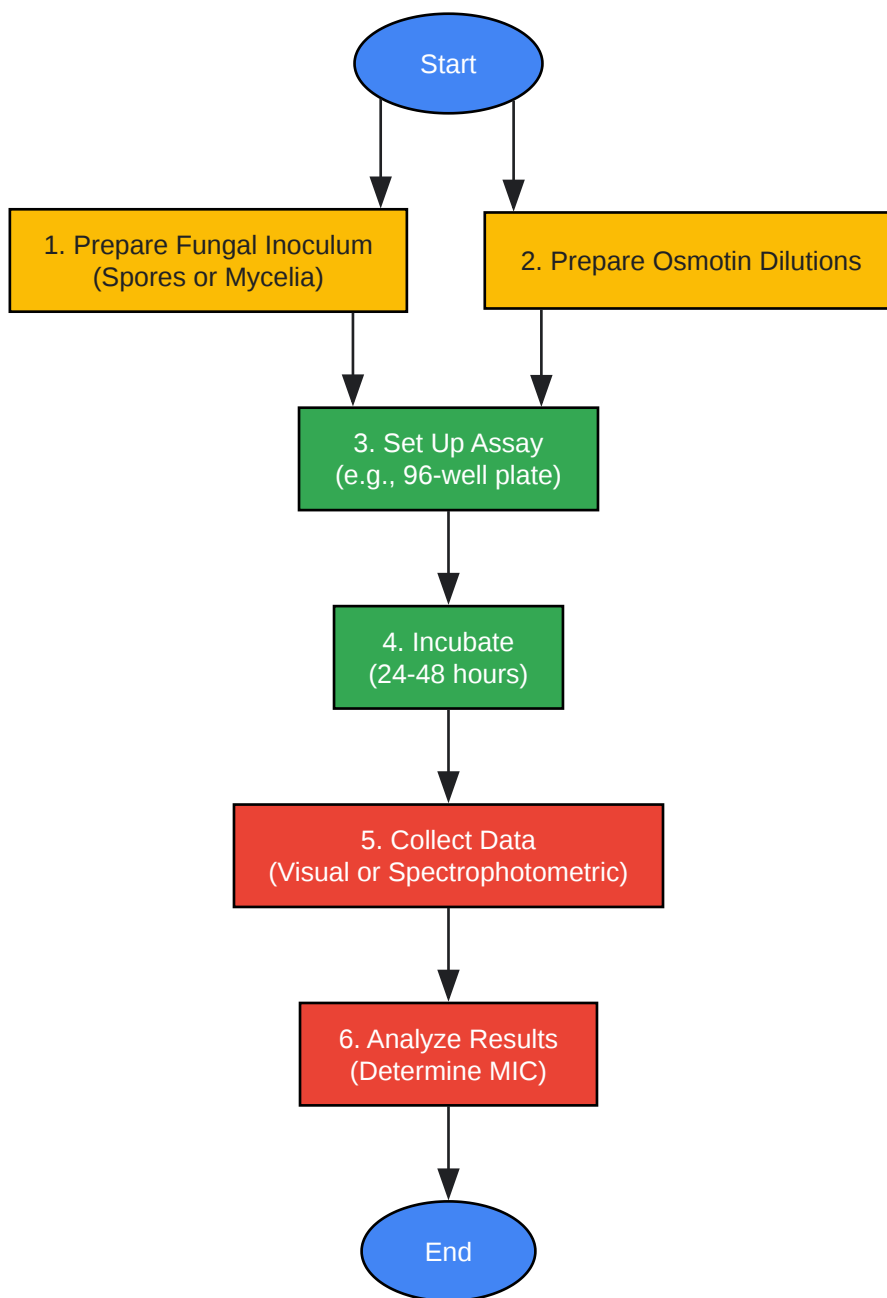 Start
1. Prepare Fungal Inoculum
(Spores or Mycelia)
2. Prepare Osmotin Dilutions
3. Set Up Assay
(e.g., 96-well plate)
4. Incubate
(24-48 hours)
5. Collect Data
(Visual or Spectrophotometric)
6. Analyze Results
(Determine MIC)
End